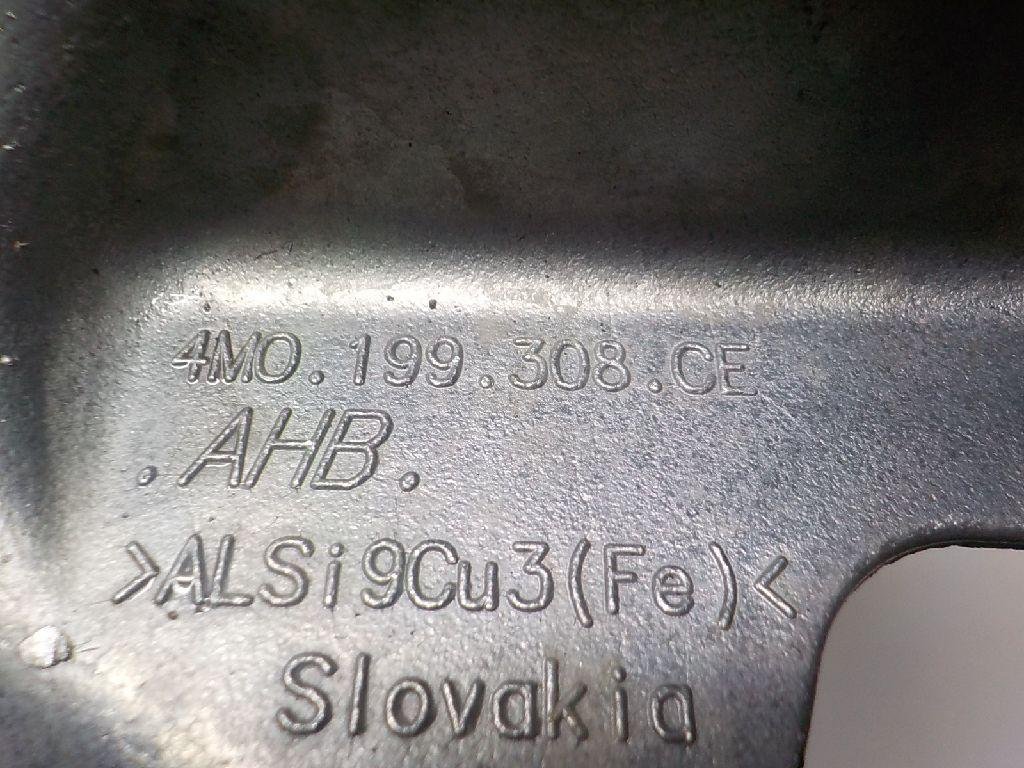 4M0.199.308.CE
.AHB.
>ALSi9Cu3(Fe)<
Slovakia